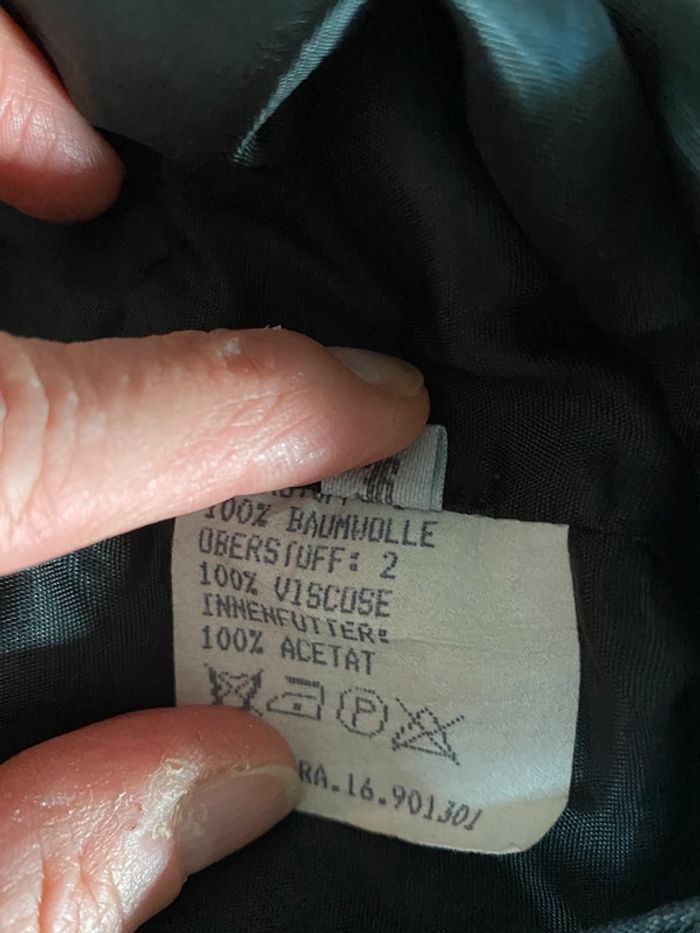 100% BAUMWOLLE
OBERSTOFF: 2
100% VISCOSE
INNENFUTTER:
100% ACETAT
P
RA.16.901301